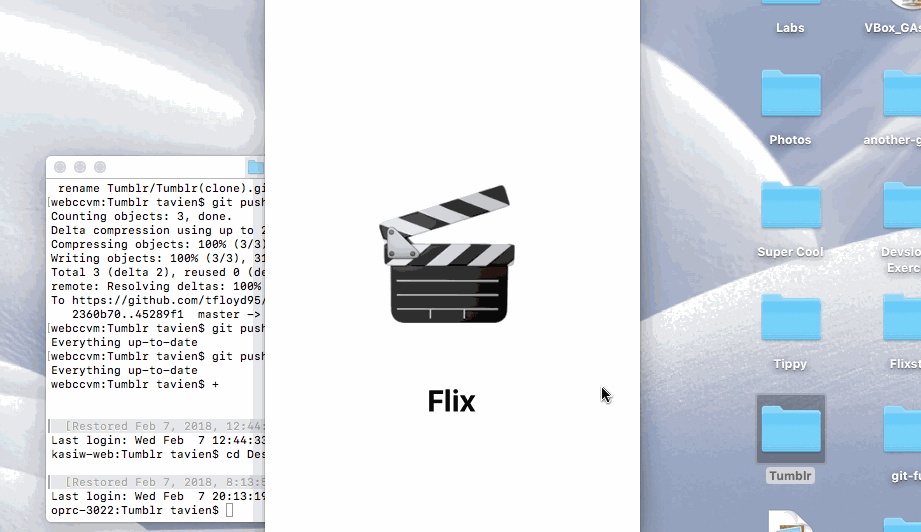 rename Tumblr/Tumblr(clone).gi
[webccvm:Tumblr tavien$ git push
Counting objects: 3, done.
Delta compression using up to 2
Compressing objects: 100% (3/3)
Writing objects: 100% (3/3), 31
Total 3 (delta 2), reused 0 (de
remote: Resolving deltas: 100%
To https://github.com/tfloyd95/
2360b70..45289f1 master ->
[webccvm:Tumblr tavien$ git push
Everything up-to-date
[webccvm:Tumblr tavien$ git push
Everything up-to-date
webccvm:Tumblr tavien$ +
[Restored Feb 7, 2018, 12:44:
Last login: Wed Feb 7 12:44:33
kasiw-web:Tumblr tavien$ cd Des
[Restored Feb 7, 2018, 8:13:5
Last login: Wed Feb 7 20:13:19
oprc-3022:Tumblr tavien$
Flix
Labs
VBox_GAs
Photos
another-g
Super Cool
Devslo
Exerc
Tippy
Flixst
Tumblr
git-fu